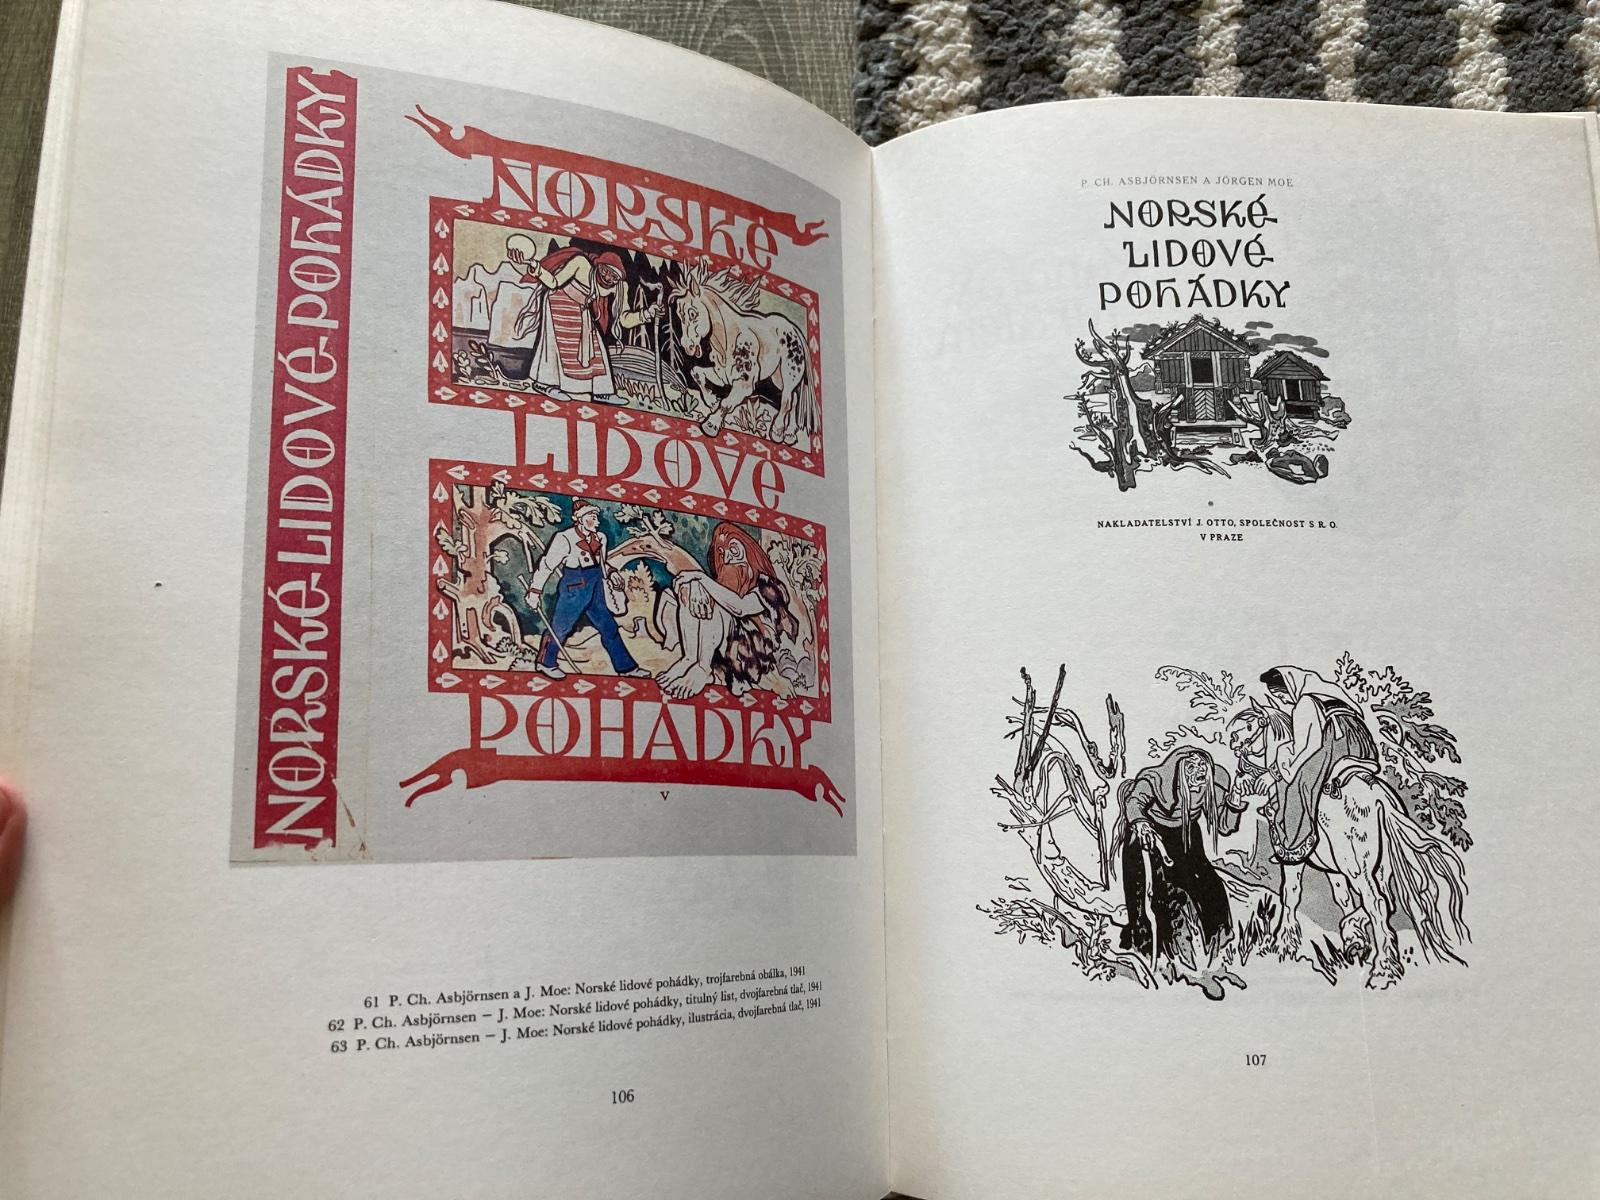 NORSKÉ LIDOVÉ POHÁDKY
NORSKÉ
LIDOVÉ
POHÁDKY
V
61 P. Ch. Asbjörnsen a J. Moe: Norské lidové pohádky, trojfarebná obálka, 1941
62 P. Ch. Asbjörnsen — J. Moe: Norské lidové pohádky, titulný list, dvojfarebná tlač, 1941
63 P. Ch. Asbjörnsen — J. Moe: Norské lidové pohádky, ilustrácia, dvojfarebná tlač, 1941
106
P. CH. ASBJÖRNSEN A JÖRGEN MOE
NORSKÉ
LIDOVÉ
POHÁDKY
NAKLADATELSTVÍ J. OTTO, SPOLEČNOST S R. O.
V PRAZE
107